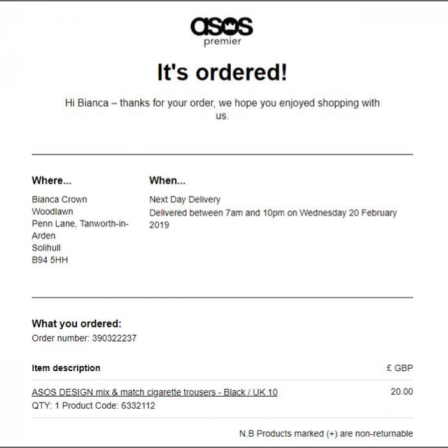 asos
premier
It's ordered!
Hi Bianca – thanks for your order, we hope you enjoyed shopping with
us.
Where...
When...
Bianca Crown
Next Day Delivery
Woodlawn
Delivered between 7am and 10pm on Wednesday 20 February
Penn Lane, Tanworth-in-
2019
Arden
Solihull
B94 5HH
What you ordered:
Order number: 390322237
Item description £ GBP
ASOS DESIGN mix & match cigarette trousers - Black / UK 10 20.00
QTY: 1 Product Code: 6332112
N.B Products marked (+) are non-returnable